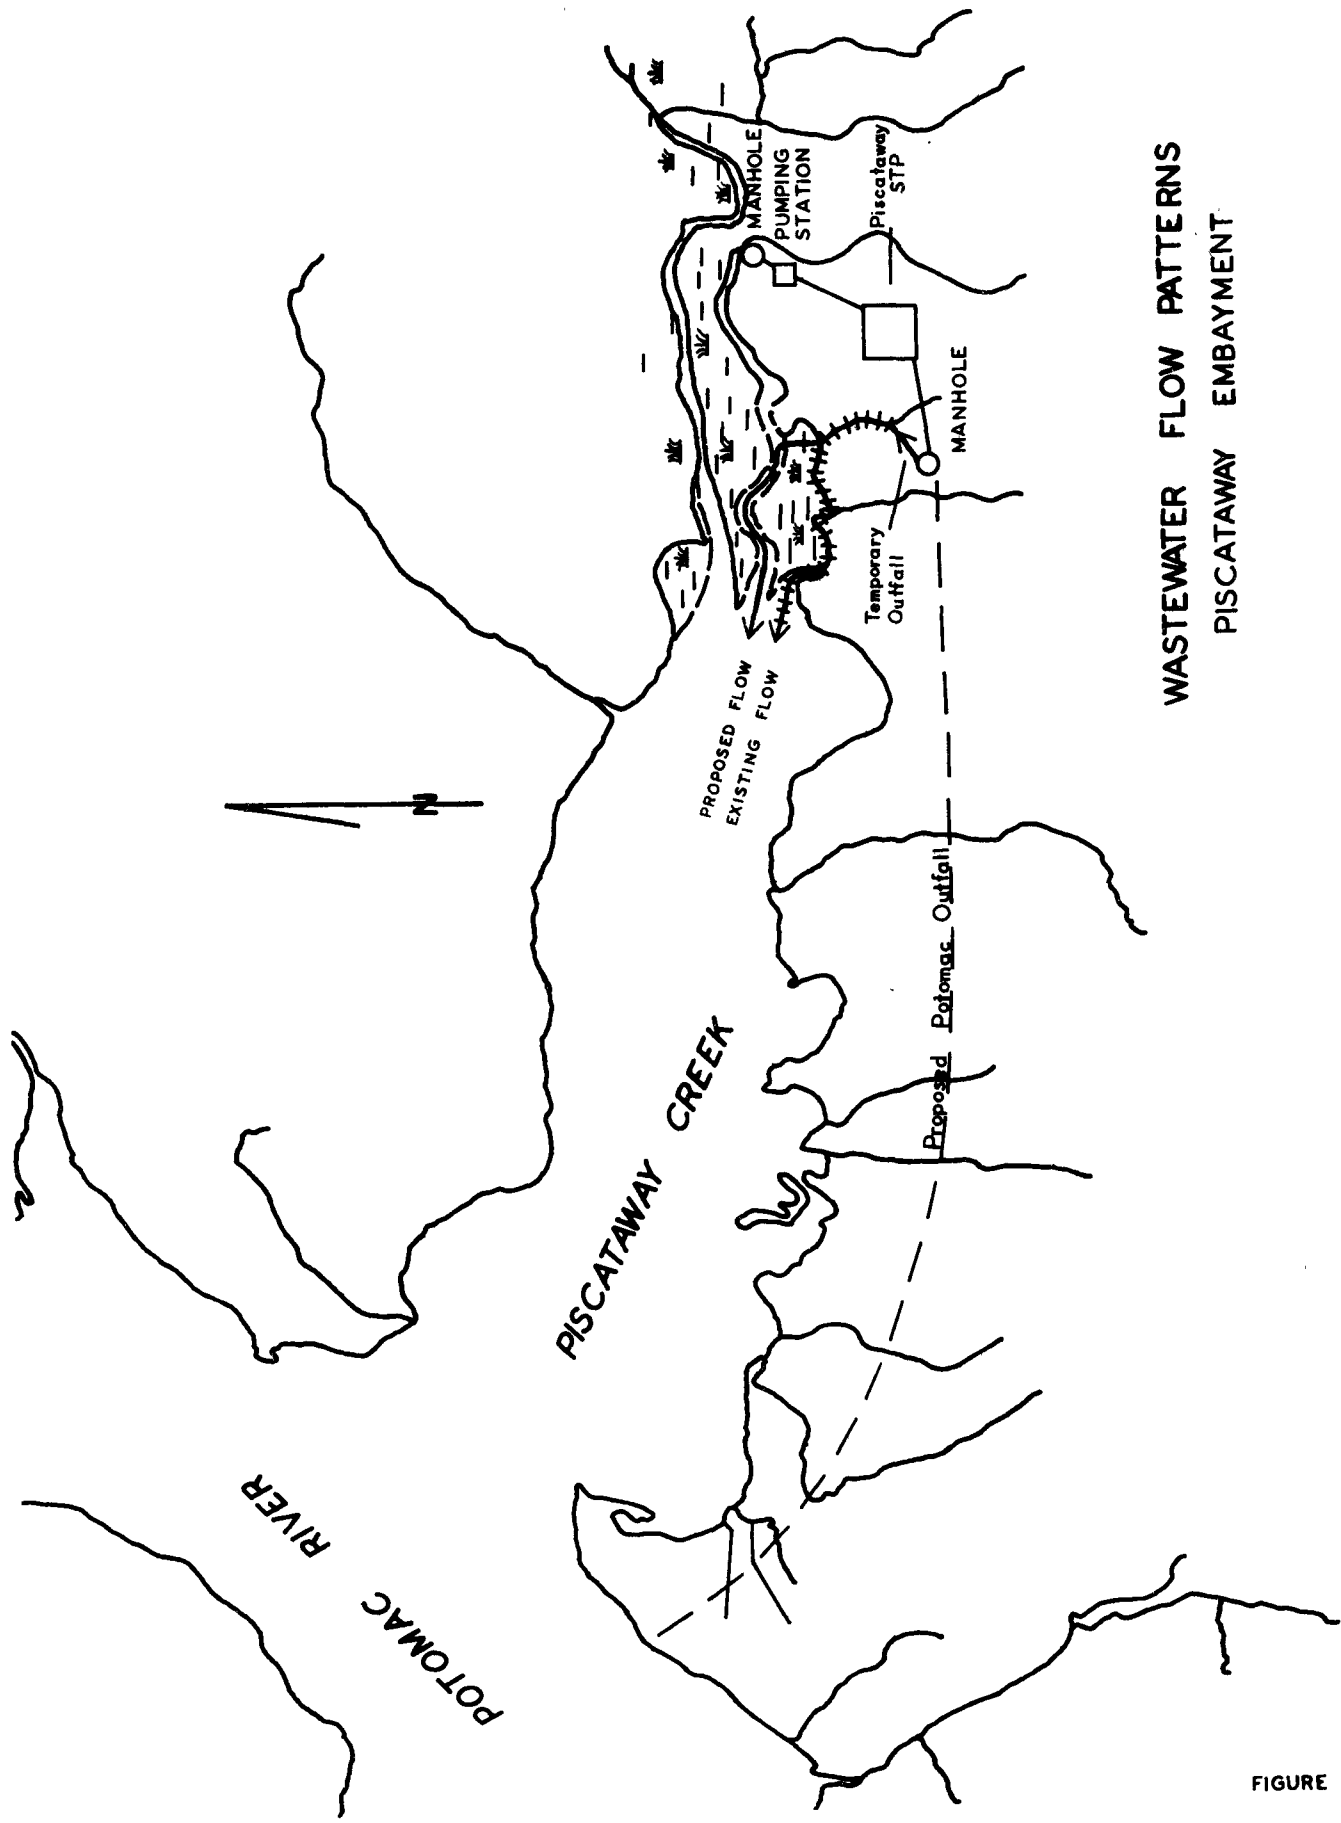 MANHOLE
PUMPING
STATION
Piscataway
STP
MANHOLE
Temporary
Outfall
PROPOSED FLOW
EXISTING FLOW
N
Proposed Potomac Outfall
PISCATAWAY CREEK
POTOMAC RIVER
WASTEWATER FLOW PATTERNS
PISCATAWAY EMBAYMENT
FIGURE